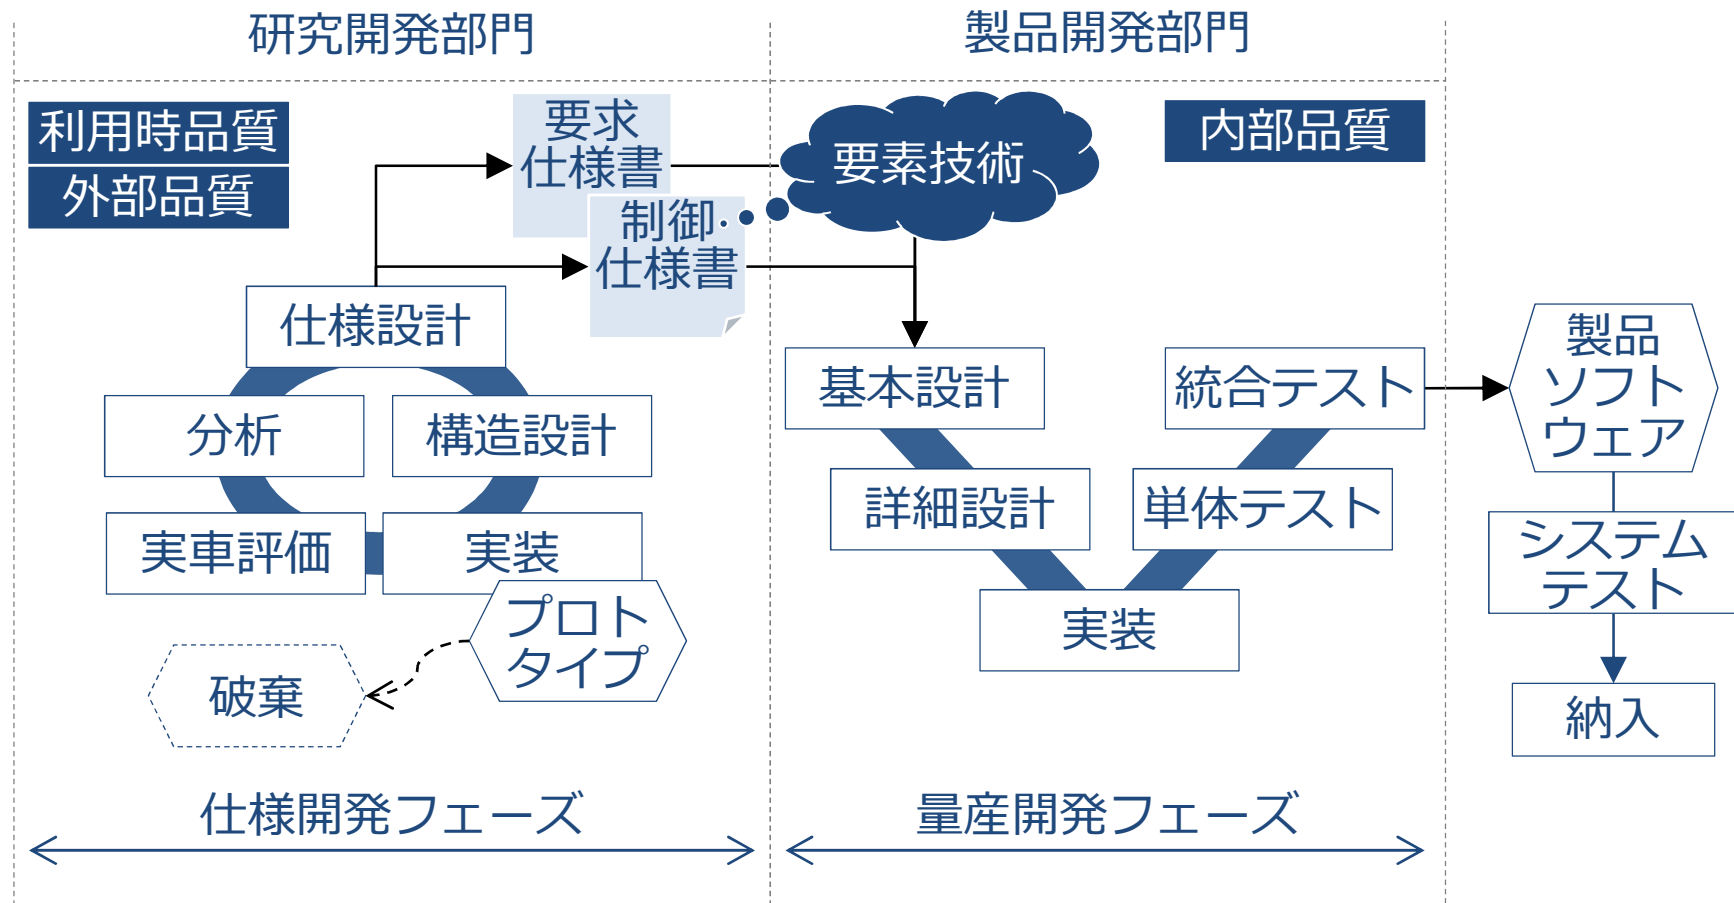 研究開発部門
製品開発部門
利用時品質
外部品質
要求
仕様書
制御
仕様書
要素技術
内部品質
仕様設計
分析
構造設計
実車評価
実装
プロト
タイプ
破棄
基本設計
統合テスト
詳細設計
単体テスト
実装
製品
ソフト
ウェア
システム
テスト
納入
仕様開発フェーズ
量産開発フェーズ